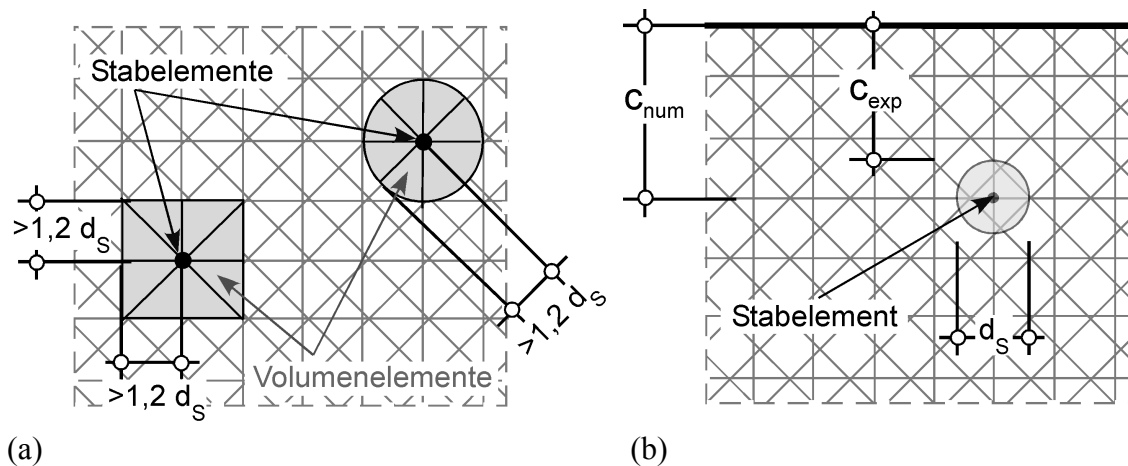 Stabelemente
>1,2 dS
>1,2 dS
>1,2 dS
Volumenelemente
(a)
cnum
cexp
Stabelement
dS
(b)